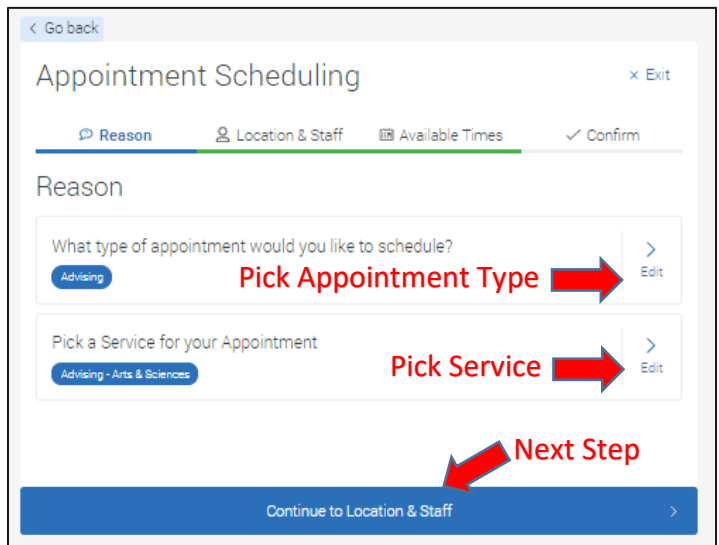 Go back
Appointment Scheduling
Exit
Reason Location & Staff Available Times Confirm
Reason
What type of appointment would you like to schedule?
Advising
Pick Appointment Type
Edit
Pick a Service for your Appointment
Advising - Arts & Sciences
Pick Service
Edit
Next Step
Continue to Location & Staff